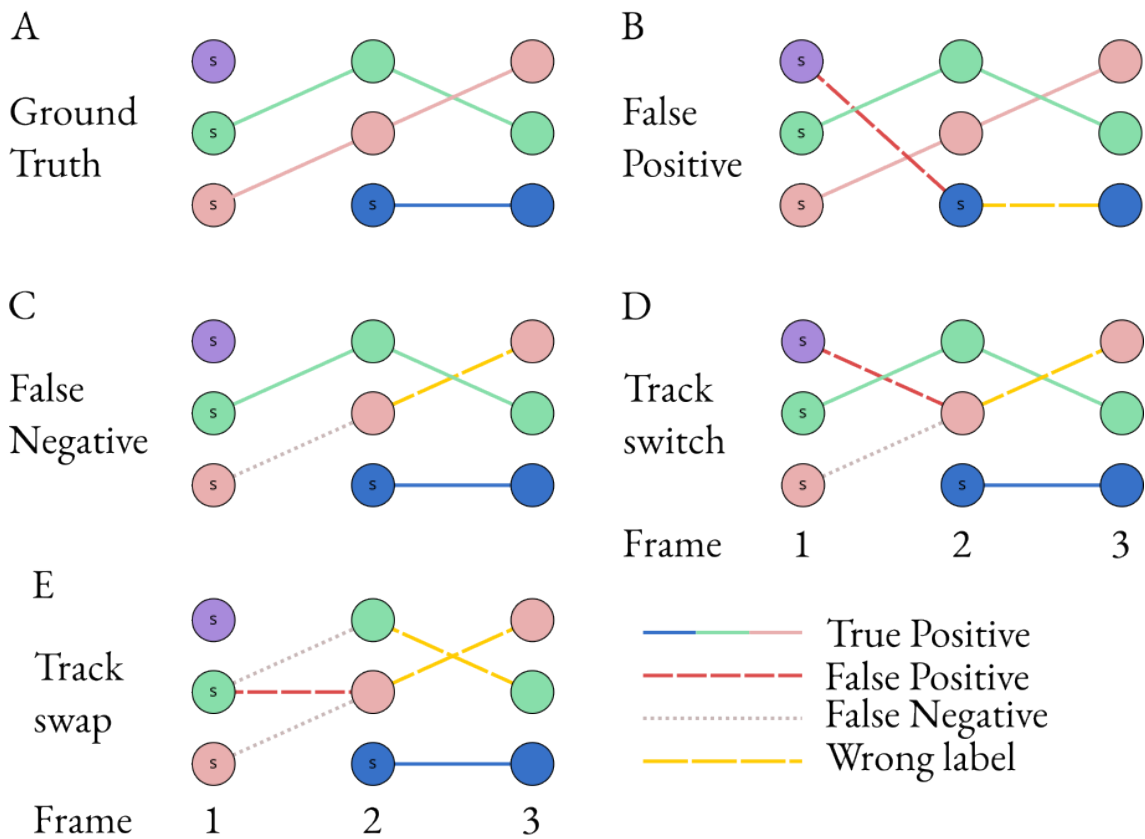 A
Ground
Truth
s
s
s
s
B
False
Positive
s
s
s
s
C
False
Negative
s
s
s
s
D
Track
switch
s
s
s
s
Frame 1 2 3
E
Track
swap
s
s
s
s
Frame 1 2 3
True Positive
False Positive
False Negative
Wrong label